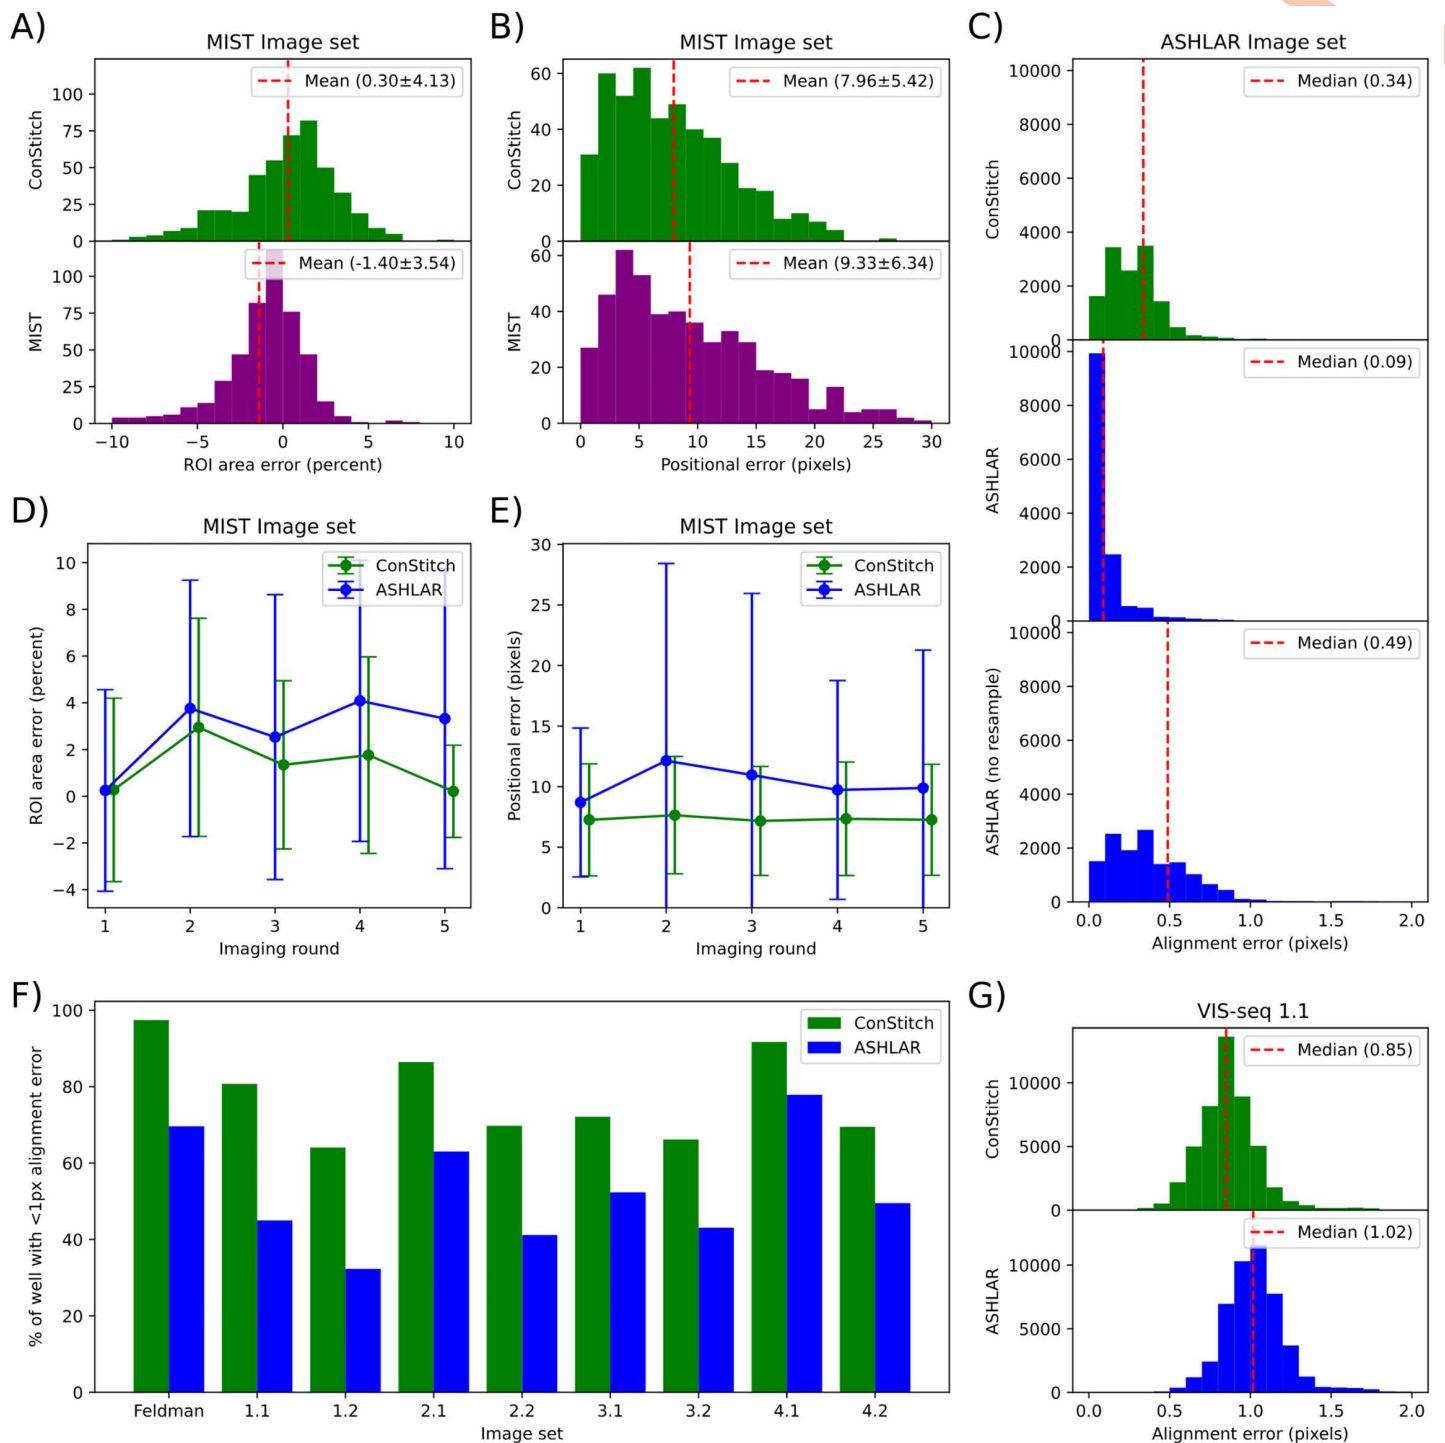 A)
MIST Image set
ConStitch
100
75
50
25
0
Mean (0.30±4.13)
MIST
100
75
50
25
0
Mean (-1.40±3.54)
−10
−5
0
5
10
ROI area error (percent)
B)
MIST Image set
ConStitch
60
40
20
0
Mean (7.96±5.42)
MIST
60
40
20
0
Mean (9.33±6.34)
0
5
10
15
20
25
30
Positional error (pixels)
C)
ASHLAR Image set
ConStitch
10000
8000
6000
4000
2000
0
Median (0.34)
ASHLAR
10000
8000
6000
4000
2000
0
Median (0.09)
ASHLAR (no resample)
10000
8000
6000
4000
2000
0
Median (0.49)
0.0
0.5
1.0
1.5
2.0
Alignment error (pixels)
D)
MIST Image set
ROI area error (percent)
10
8
6
4
2
0
−2
−4
ConStitch
ASHLAR
1
2
3
4
5
Imaging round
E)
MIST Image set
Positional error (pixels)
30
25
20
15
10
5
0
ConStitch
ASHLAR
1
2
3
4
5
Imaging round
F)
% of well with <1px alignment error
100
80
60
40
20
0
ConStitch
ASHLAR
Feldman
1.1
1.2
2.1
2.2
3.1
3.2
4.1
4.2
Image set
G)
VIS-seq 1.1
ConStitch
10000
5000
0
Median (0.85)
ASHLAR
10000
5000
0
Median (1.02)
0.0
0.5
1.0
1.5
2.0
Alignment error (pixels)